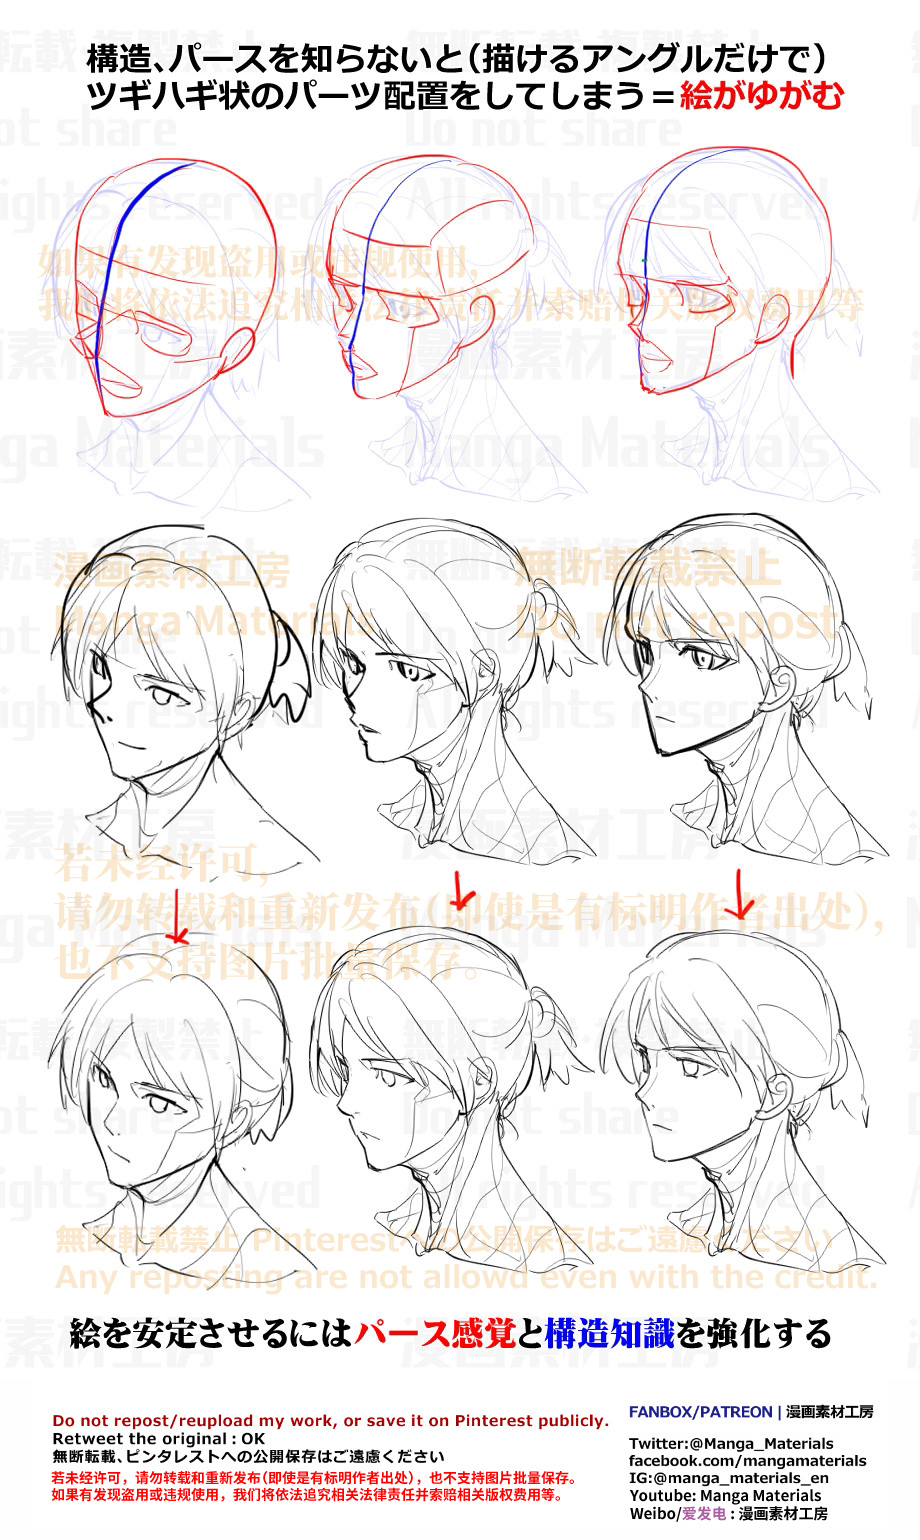 構造、パースを知らないと（描けるアングルだけで）
ツギハギ状のパーツ配置をしてしまう＝絵がゆがむ
如果有发现盗用或违规使用，
我们将依法追究相关法律责任并索赔相关版权费用等
漫画素材工房
Manga Materials
無断転載禁止
Do not repost
若未经许可，
请勿转载和重新发布（即使是有标明作者出处），
也不支持图片批量保存。
無断転載禁止 Pinterestへの公開保存はご遠慮ください
Any reposting are not allowd even with the credit.
絵を安定させるにはパース感覚と構造知識を強化する
Do not repost/reupload my work, or save it on Pinterest publicly.
Retweet the original : OK
無断転載、ピンタレストへの公開保存はご遠慮ください
若未经许可，请勿转载和重新发布（即使是有标明作者出处），也不支持图片批量保存。
如果有发现盗用或违规使用，我们将依法追究相关法律责任并索赔相关版权费用等。
FANBOX/PATREON | 漫画素材工房
Twitter:@Manga_Materials
facebook.com/mangamaterials
IG:@manga_materials_en
Youtube: Manga Materials
Weibo/爱发电 : 漫画素材工房